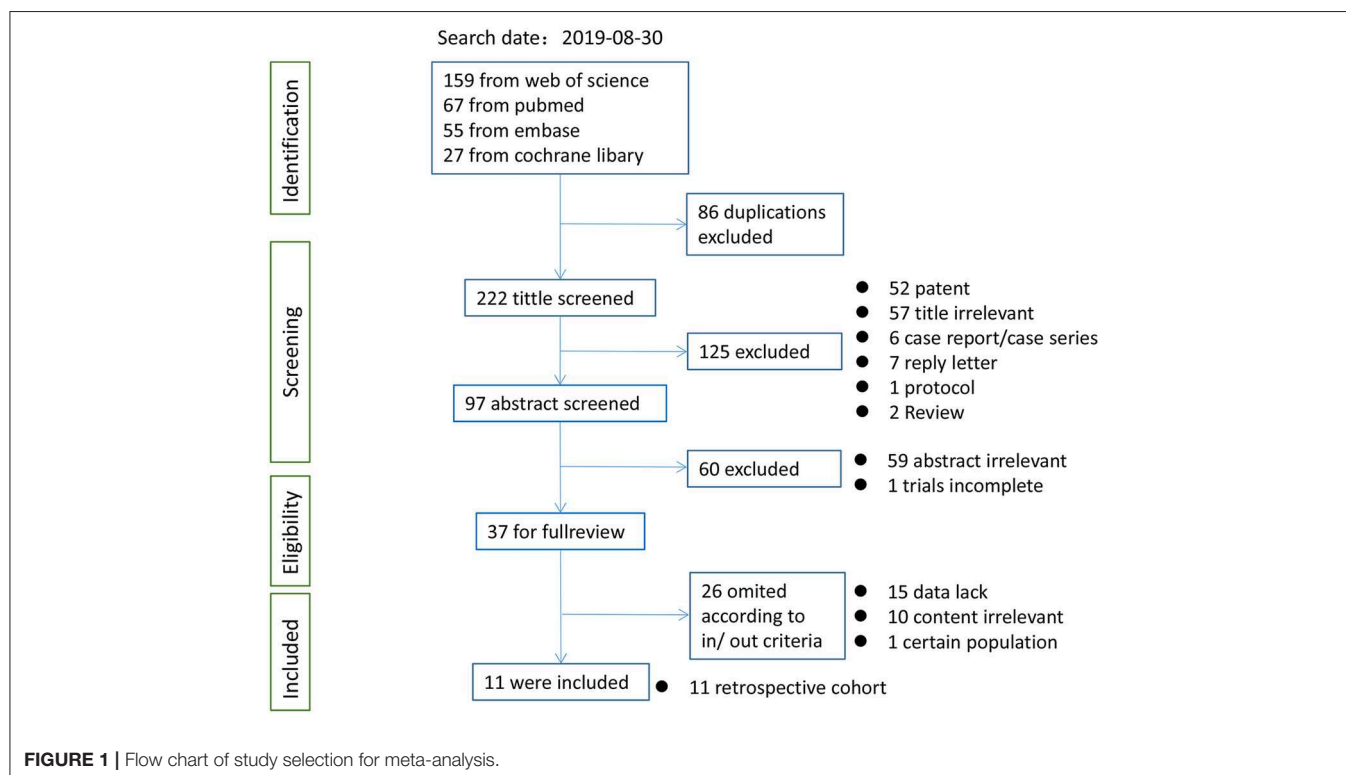 Search date：2019-08-30
Identification
159 from web of science
67 from pubmed
55 from embase
27 from cochrane libary
86 duplications
excluded
Screening
222 tittle screened
125 excluded
● 52 patent
● 57 title irrelevant
● 6 case report/case series
● 7 reply letter
● 1 protocol
● 2 Review
97 abstract screened
60 excluded
● 59 abstract irrelevant
● 1 trials incomplete
Eligibility
37 for fullreview
26 omited
according to
in/ out criteria
● 15 data lack
● 10 content irrelevant
● 1 certain population
Included
11 were included
● 11 retrospective cohort
FIGURE 1 | Flow chart of study selection for meta-analysis.